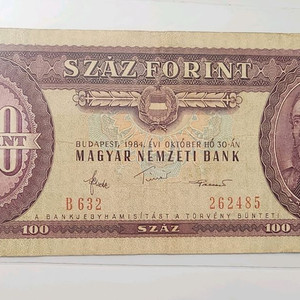 SZÁZ FORINT
BUDAPEST, 1984. ÉVI OKTÓBER HÓ 30-ÁN
MAGYAR NEMZETI BANK
B 632 262485
A BANKJEGYHAMISÍTÁST A TÖRVÉNY BÜNTETI
100 SZÁZ 100